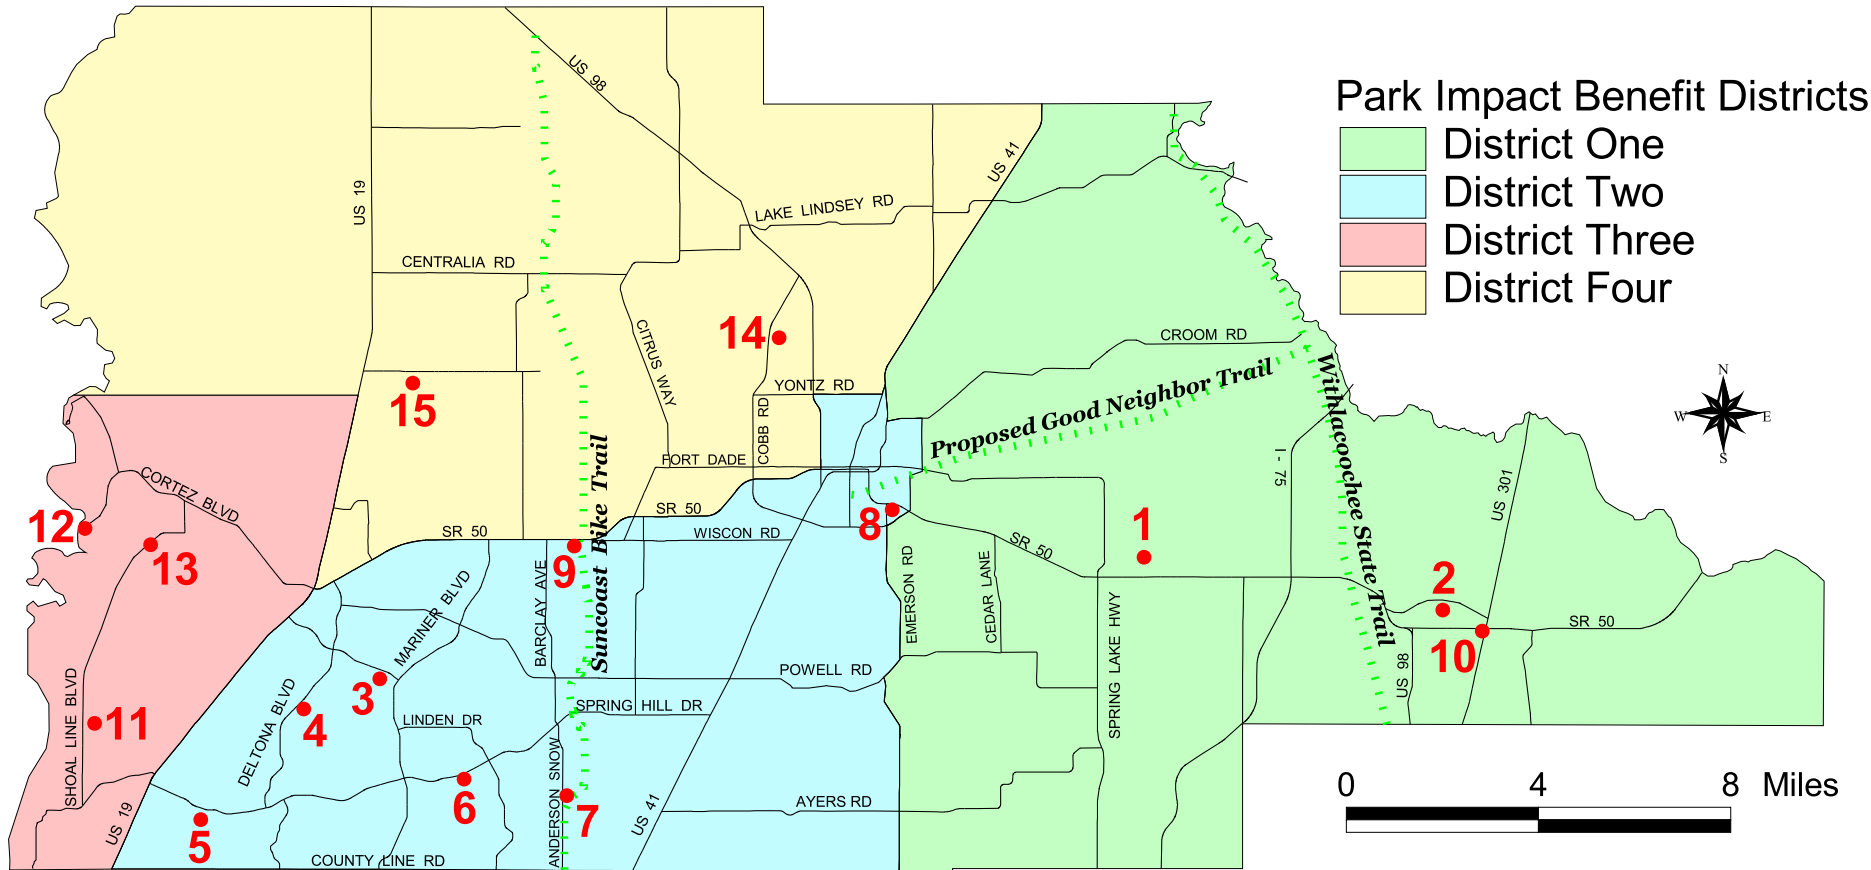 Park Impact Benefit Districts
District One
District Two
District Three
District Four
US 98
US 41
US 19
LAKE LINDSEY RD
CENTRALIA RD
CITRUS WAY
14
CROOM RD
15
YONTZ RD
COBB RD
Proposed Good Neighbor Trail
Withlacoochee State Trail
N
W
E
S
FORT DADE
I - 75
US 301
CORTEZ BLVD
Suncoast Bike Trail
12
13
SR 50
SR 50
WISCON RD
8
SR 50
1
9
BARCLAY AVE
MARINER BLVD
EMERSON RD
CEDAR LANE
SPRING LAKE HWY
2
SR 50
10
US 98
3
POWELL RD
4
DELTONA BLVD
SHOAL LINE BLVD
11
LINDEN DR
SPRING HILL DR
ANDERSON SNOW
6
7
5
US 19
US 41
AYERS RD
COUNTY LINE RD
0 4 8 Miles